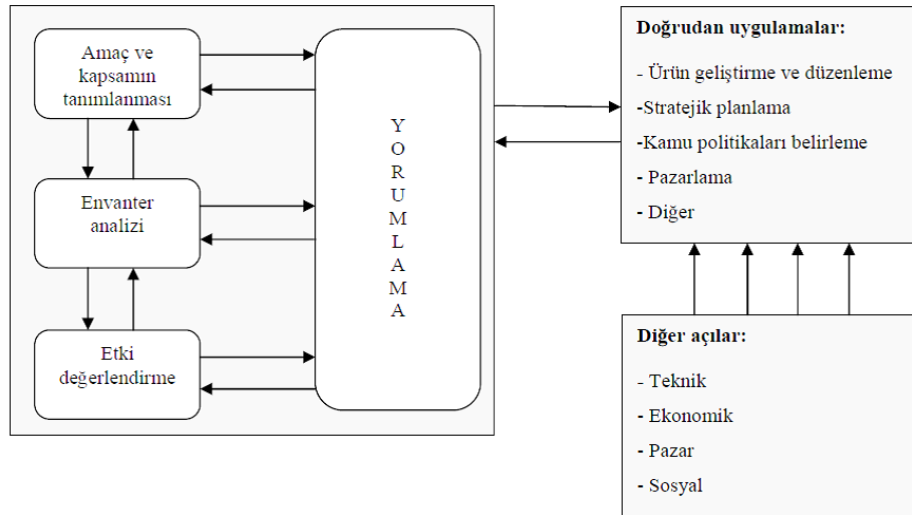 Amaç ve
kapsamın
tanımlanması
Envanter
analizi
Etki
değerlendirme
Y
O
R
U
M
L
A
M
A
Doğrudan uygulamalar:
- Ürün geliştirme ve düzenleme
-Stratejik planlama
-Kamu politikaları belirleme
- Pazarlama
- Diğer
Diğer açılar:
- Teknik
- Ekonomik
- Pazar
- Sosyal